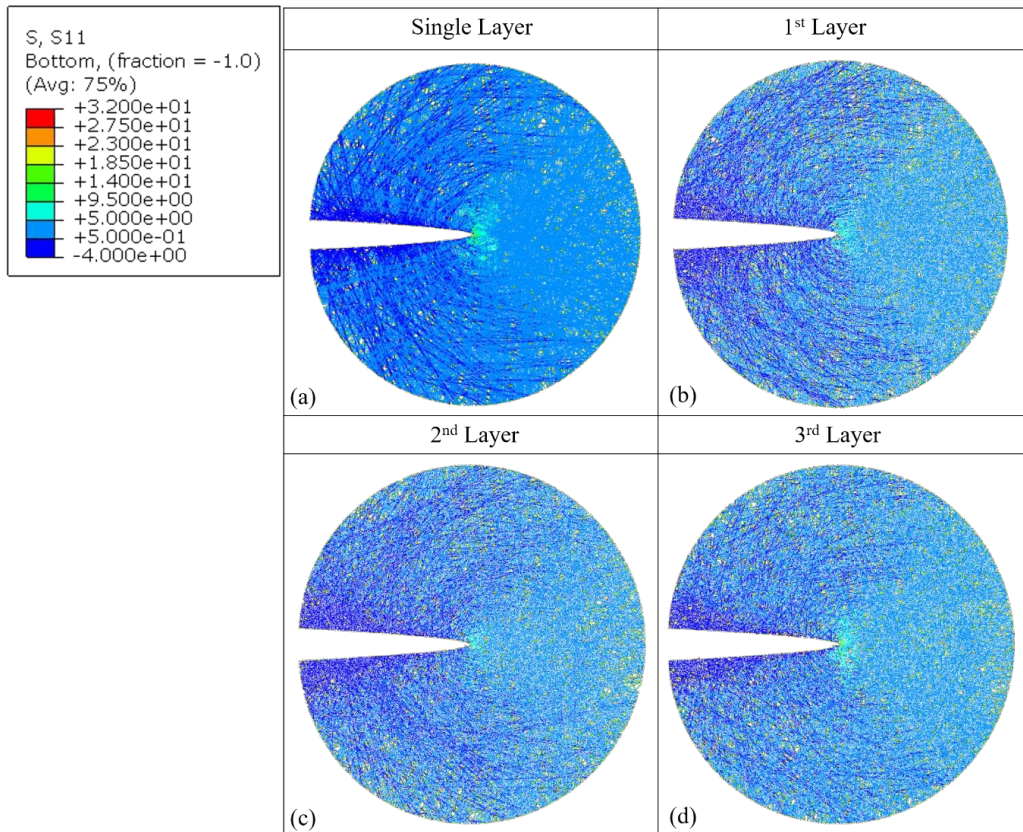 S, S11
Bottom, (fraction = -1.0)
(Avg: 75%)
+3.200e+01
+2.750e+01
+2.300e+01
+1.850e+01
+1.400e+01
+9.500e+00
+5.000e+00
+5.000e-01
-4.000e+00
Single Layer
1st Layer
(a)
(b)
2nd Layer
3rd Layer
(c)
(d)